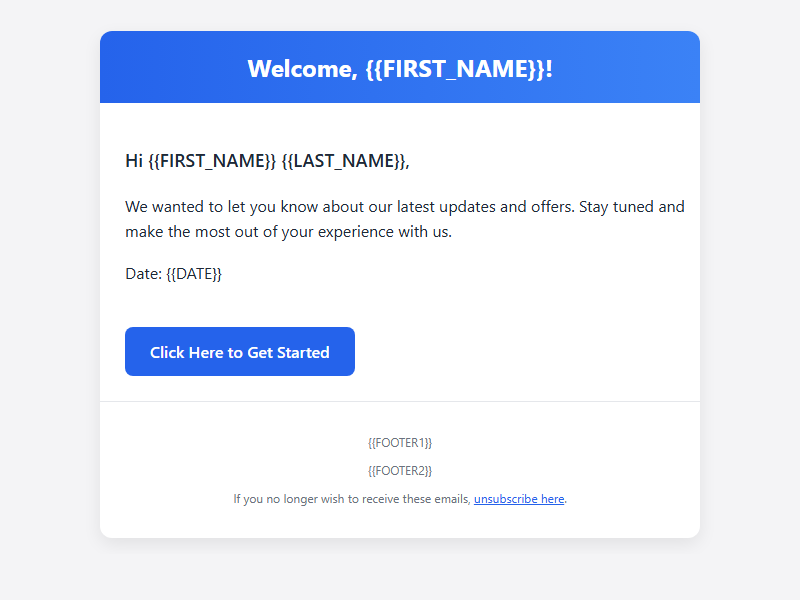 Welcome, {{FIRST_NAME}}!
Hi {{FIRST_NAME}} {{LAST_NAME}},
We wanted to let you know about our latest updates and offers. Stay tuned and
make the most out of your experience with us.
Date: {{DATE}}
Click Here to Get Started
{{FOOTER1}}
{{FOOTER2}}
If you no longer wish to receive these emails, unsubscribe here.